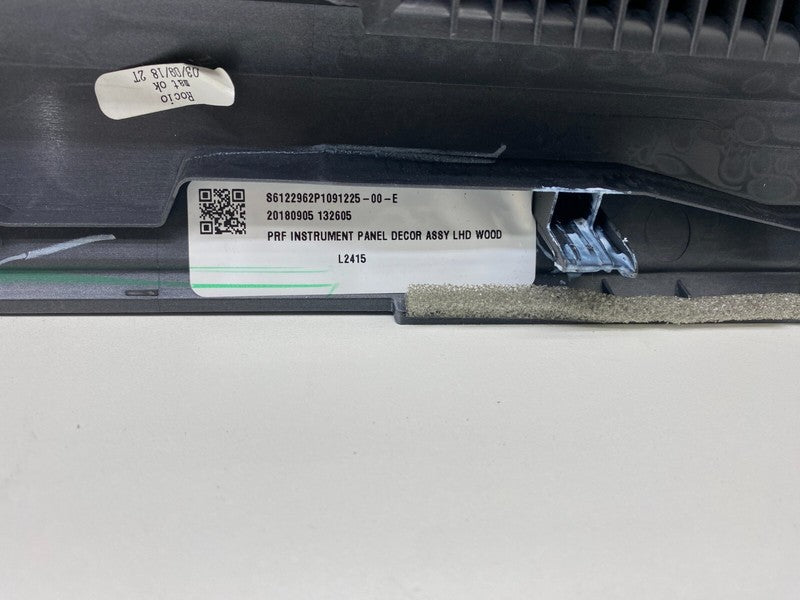 Rocio
mat ok
03/08/18 2T
S6122962P1091225-00-E
20180905 132605
PRF INSTRUMENT PANEL DECOR ASSY LHD WOOD
L2415